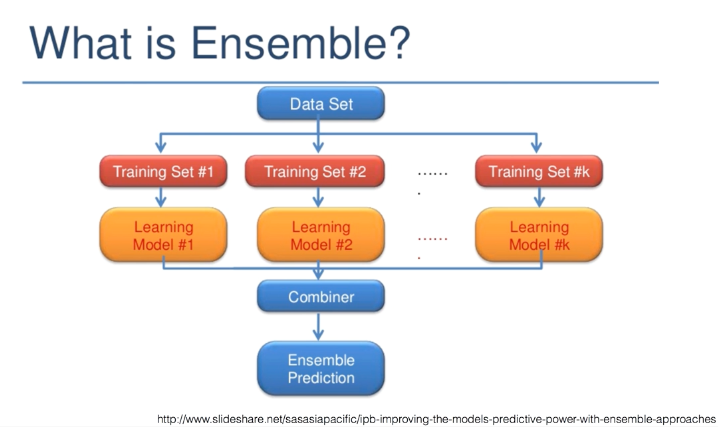 What is Ensemble?
Data Set
Training Set #1
Training Set #2
......
.
Training Set #k
Learning
Model #1
Learning
Model #2
......
.
Learning
Model #k
Combiner
Ensemble
Prediction
http://www.slideshare.net/sasasiapacific/ipb-improving-the-models-predictive-power-with-ensemble-approaches